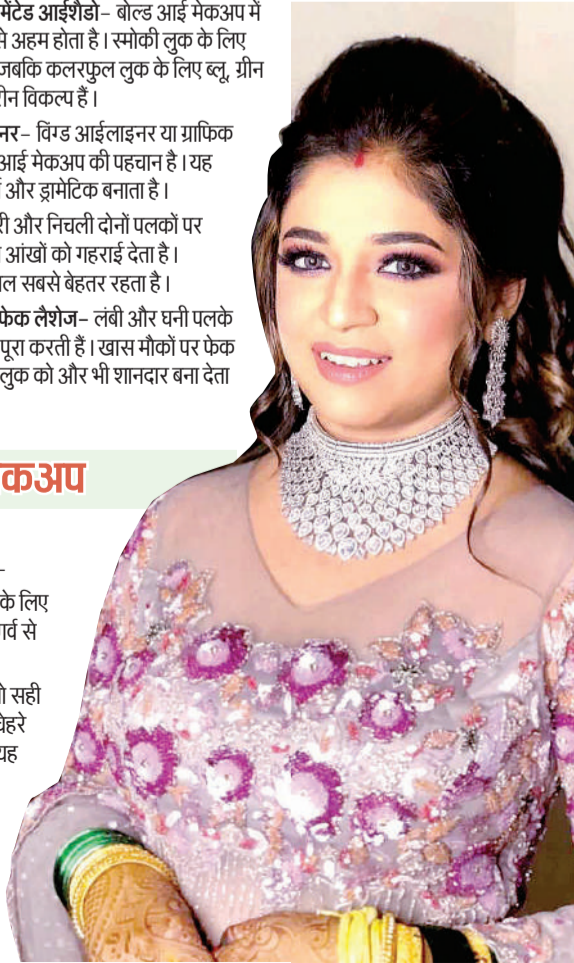 मेंटेड आईशैडो– बोल्ड आई मेकअप में
से अहम होता है। स्मोकी लुक के लिए
जबकि कलरफुल लुक के लिए ब्लू, ग्रीन
रीन विकल्प हैं।
नर– विंग्ड आईलाइनर या ग्राफिक
आई मेकअप की पहचान है। यह
और ड्रामेटिक बनाता है।
री और निचली दोनों पलकों पर
आंखों को गहराई देता है।
ल सबसे बेहतर रहता है।
फेक लैशेज– लंबी और घनी पलके
पूरा करती हैं। खास मौकों पर फेक
लुक को और भी शानदार बना देता
कअप
–
के लिए
गर्व से
सही
चेहरे
यह